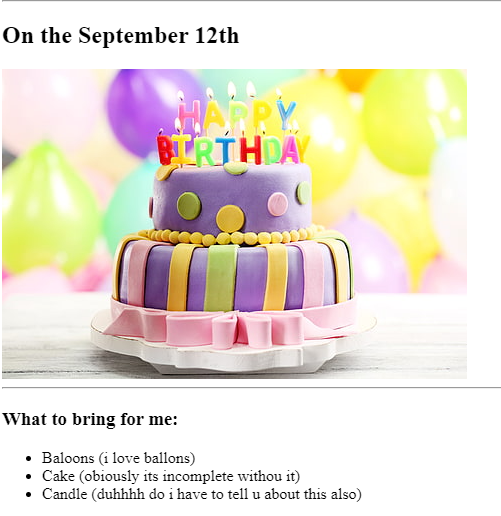 On the September 12th
HAPPY
BIRTHDAY
What to bring for me:
Baloons (i love ballons)
Cake (obiously its incomplete withou it)
Candle (duhhhh do i have to tell u about this also)